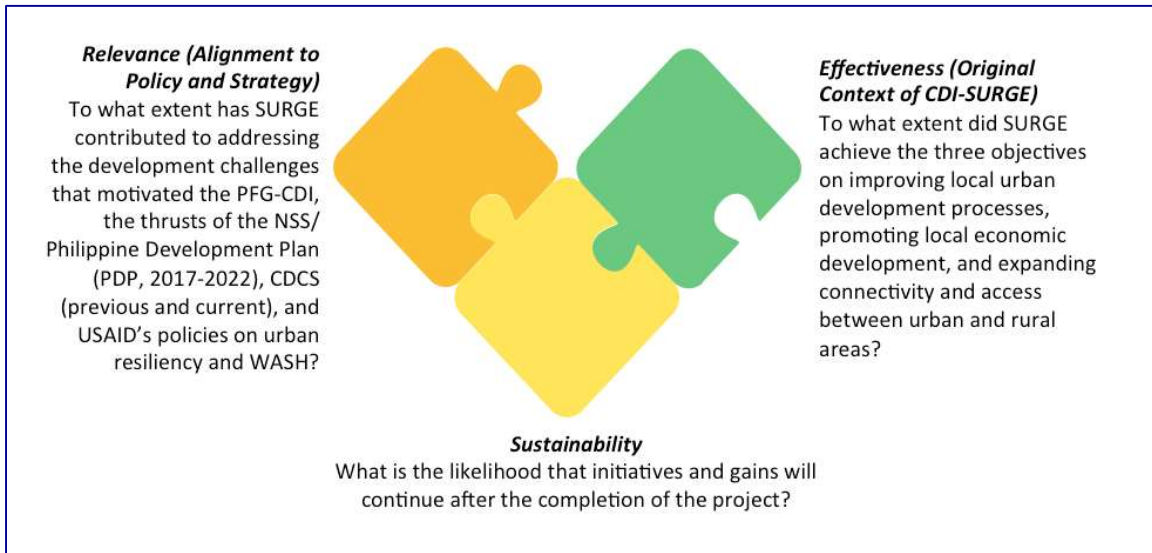 Relevance (Alignment to
Policy and Strategy)
To what extent has SURGE
contributed to addressing
the development challenges
that motivated the PFG-CDI,
the thrusts of the NSS/
Philippine Development Plan
(PDP, 2017-2022), CDCS
(previous and current), and
USAID’s policies on urban
resiliency and WASH?
Effectiveness (Original
Context of CDI-SURGE)
To what extent did SURGE
achieve the three objectives
on improving local urban
development processes,
promoting local economic
development, and expanding
connectivity and access
between urban and rural
areas?
Sustainability
What is the likelihood that initiatives and gains will
continue after the completion of the project?